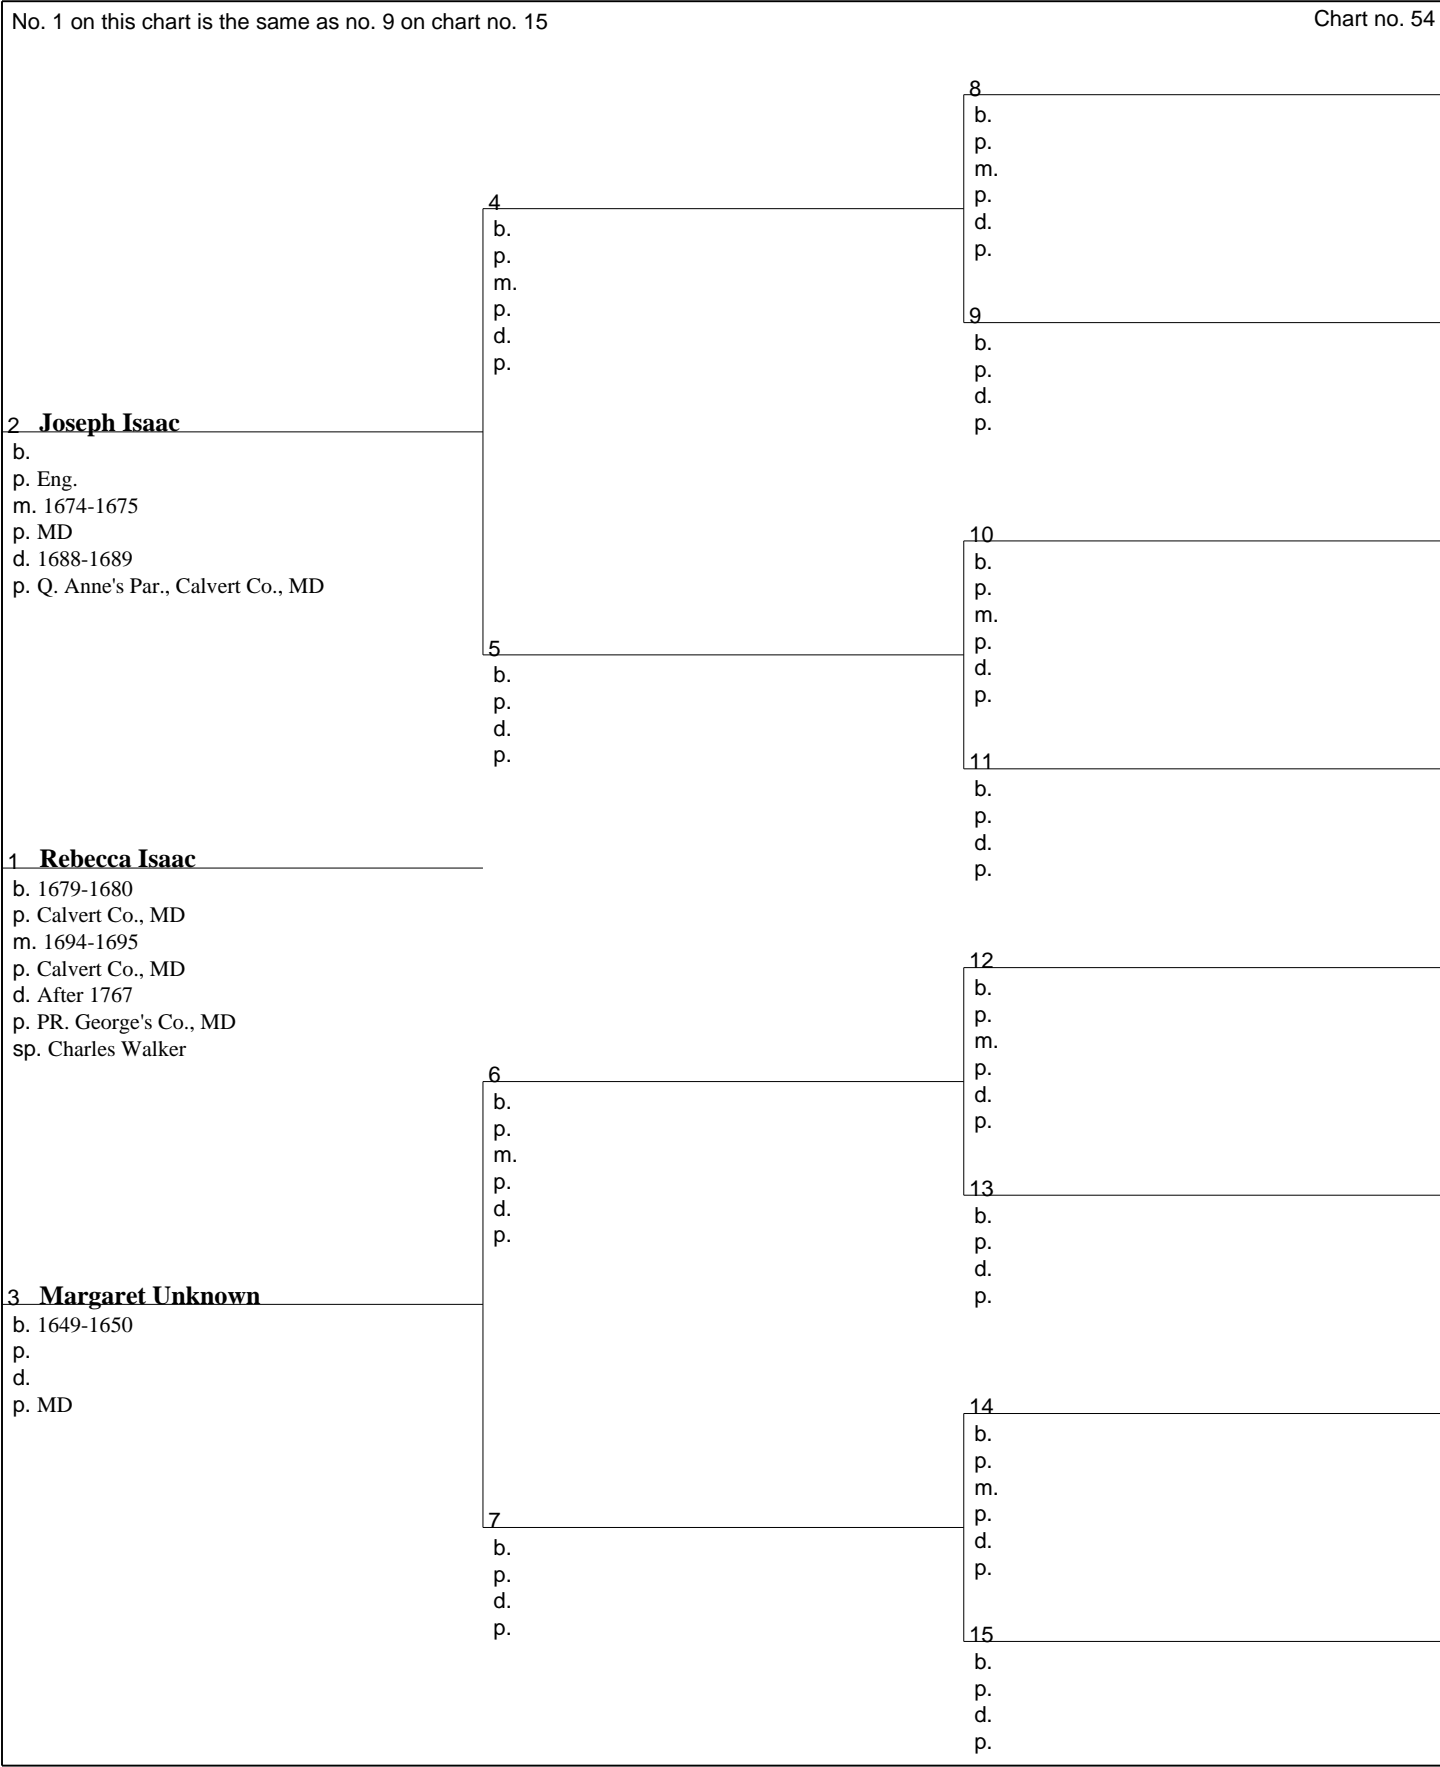 No. 1 on this chart is the same as no. 9 on chart no. 15
Chart no. 54
8
b.
p.
m.
p.
d.
p.
4
b.
p.
m.
p.
d.
p.
9
b.
p.
d.
p.
2 Joseph Isaac
b.
p. Eng.
m. 1674-1675
p. MD
d. 1688-1689
p. Q. Anne's Par., Calvert Co., MD
10
b.
p.
m.
p.
d.
p.
5
b.
p.
d.
p.
11
b.
p.
d.
p.
1 Rebecca Isaac
b. 1679-1680
p. Calvert Co., MD
m. 1694-1695
p. Calvert Co., MD
d. After 1767
p. PR. George's Co., MD
sp. Charles Walker
12
b.
p.
m.
p.
d.
p.
6
b.
p.
m.
p.
d.
p.
13
b.
p.
d.
p.
3 Margaret Unknown
b. 1649-1650
p.
d.
p. MD
14
b.
p.
m.
p.
d.
p.
7
b.
p.
d.
p.
15
b.
p.
d.
p.